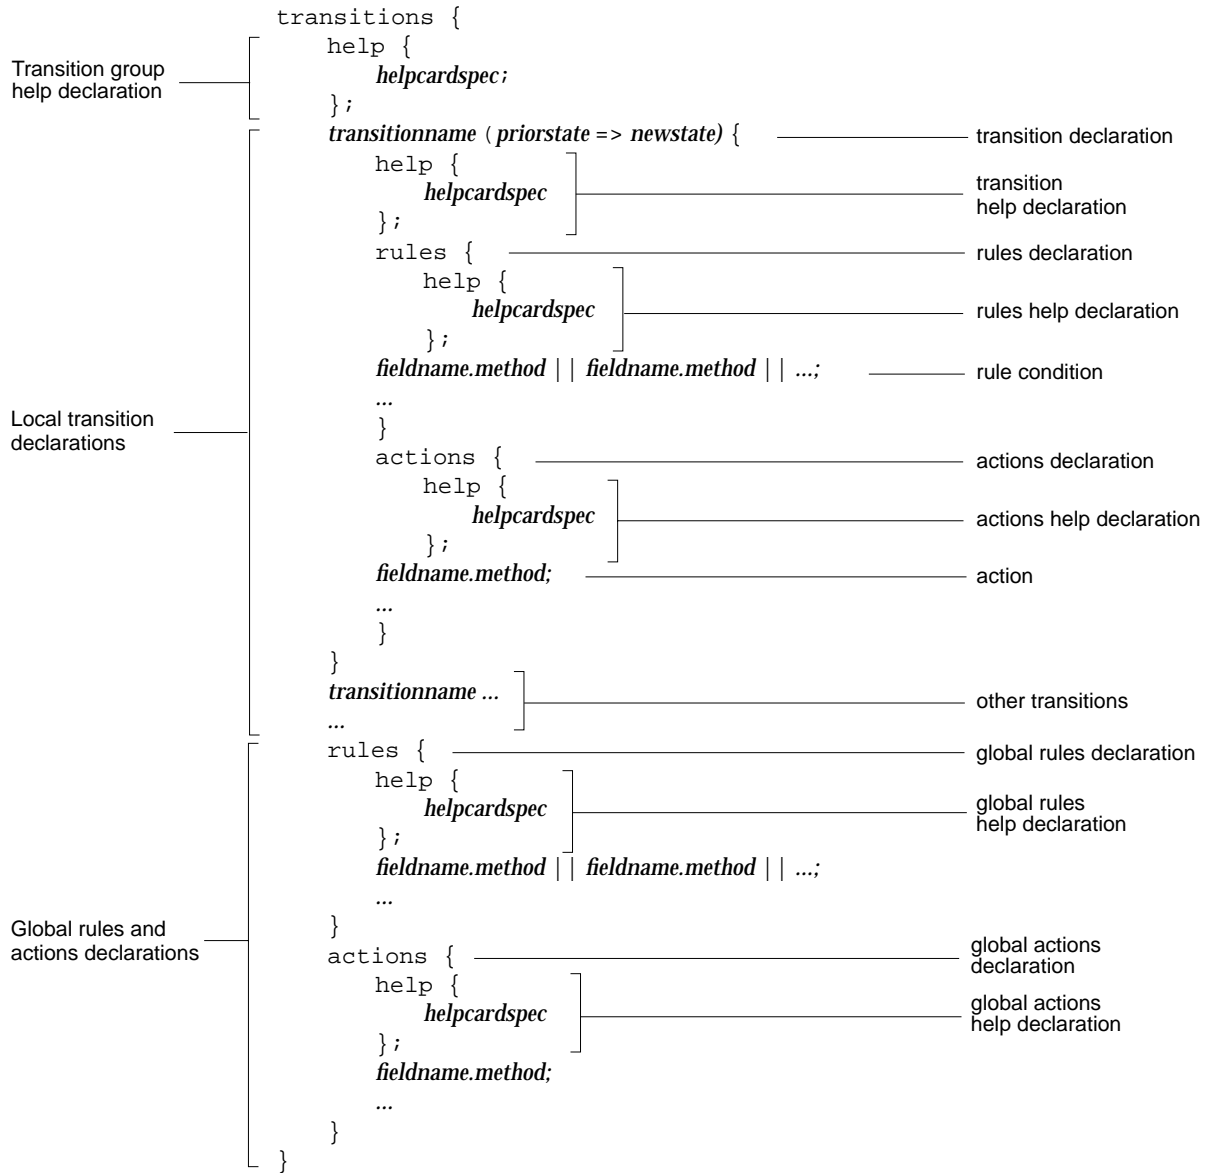 transitions {
help {
Transition group
help declaration
helpcardspec;
};
transitionname ( priorstate => newstate) {
transition declaration
help {
helpcardspec
transition
help declaration
};
rules {
rules declaration
help {
helpcardspec
rules help declaration
};
fieldname.method || fieldname.method || ...;
rule condition
...
Local transition
declarations
}
actions {
actions declaration
help {
helpcardspec
actions help declaration
};
fieldname.method;
action
...
}
}
transitionname ...
other transitions
...
rules {
global rules declaration
help {
helpcardspec
global rules
help declaration
};
fieldname.method || fieldname.method || ...;
...
}
Global rules and
actions declarations
actions {
global actions
declaration
help {
helpcardspec
global actions
help declaration
};
fieldname.method;
...
}
}